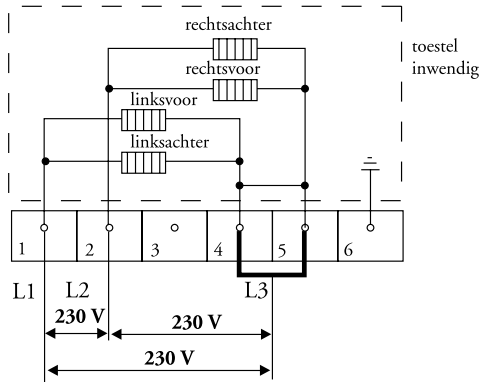 rechtsachter
toestel
inwendig
rechtsvoor
linksvoor
linksachter
1 2 3 4 5 6
L1 L2 L3
230 V
230 V
230 V